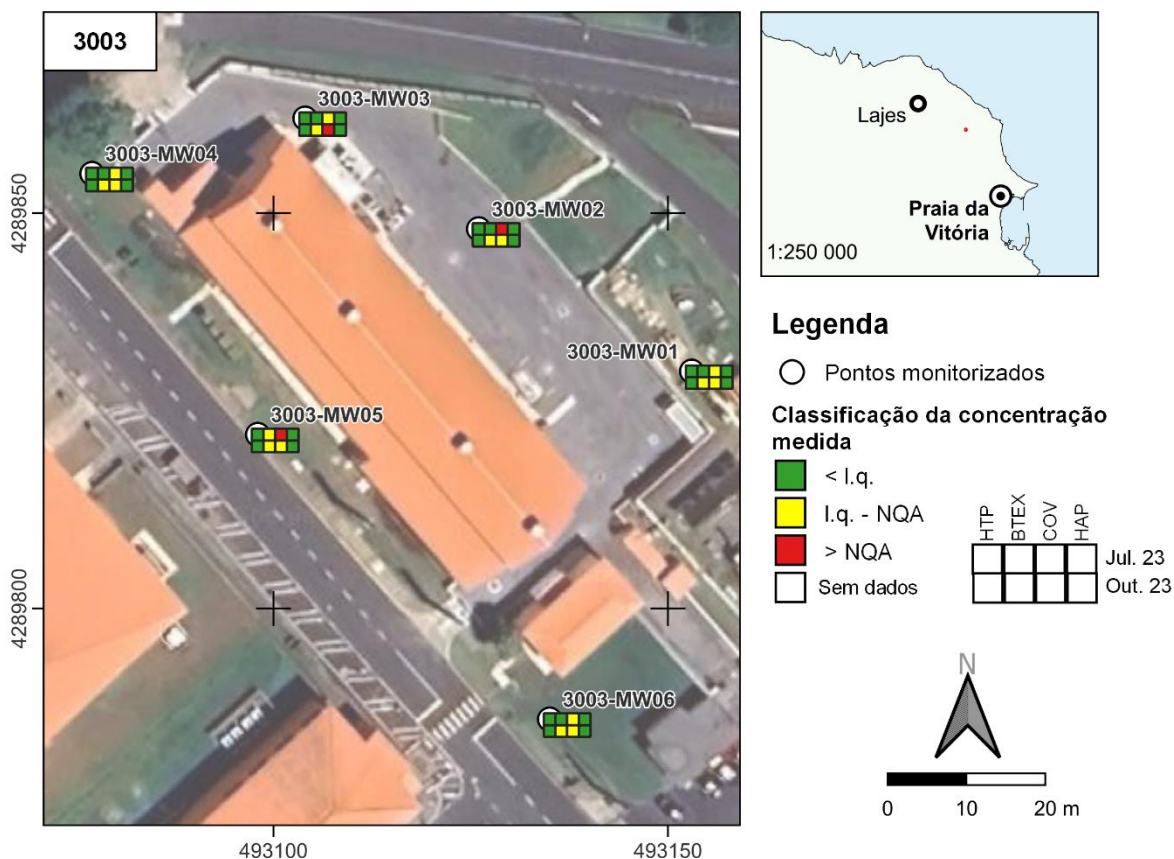 3003
3003-MW03
3003-MW04
3003-MW02
3003-MW01
3003-MW05
3003-MW06
4289850
4289800
493100
493150
Lajes
Praia da
Vitória
1:250 000
Legenda
Pontos monitorizados
Classificação da concentração
medida
< l.q.
l.q. - NQA
> NQA
Sem dados
HTP
BTEX
COV
HAP
Jul. 23
Out. 23
N
0 10 20 m